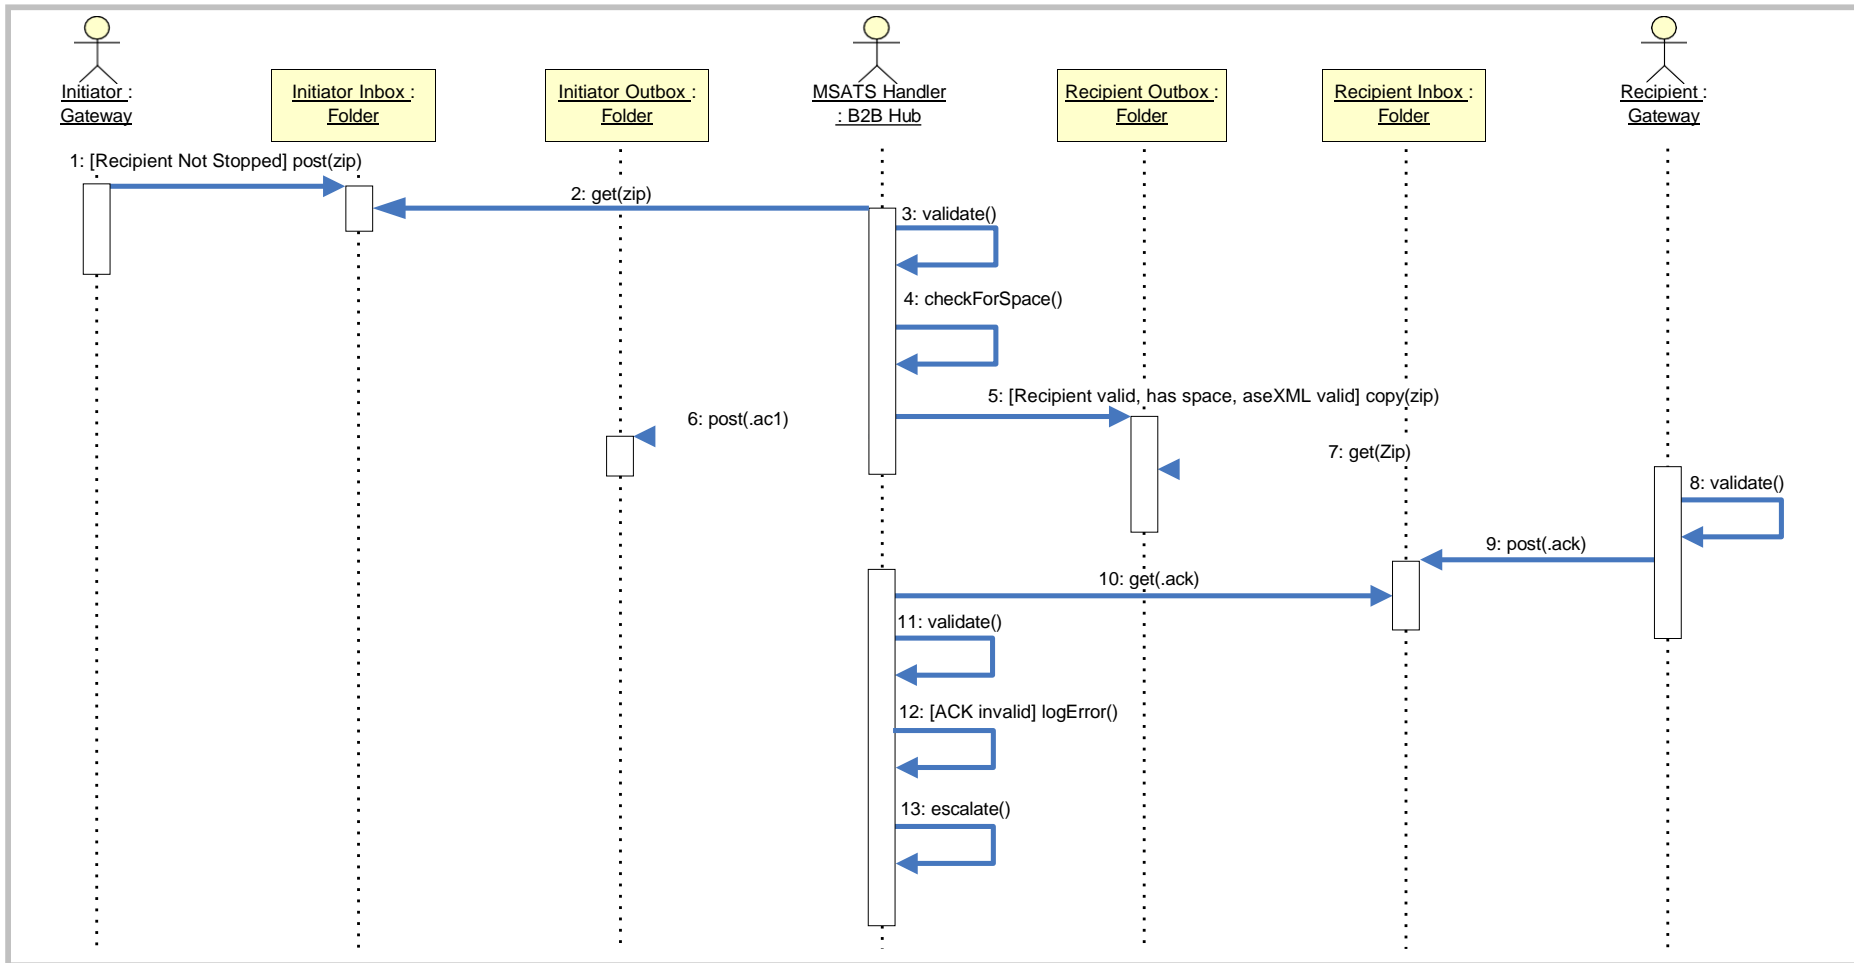 Initiator :
Gateway
Initiator Inbox :
Folder
Initiator Outbox :
Folder
MSATS Handler
: B2B Hub
Recipient Outbox :
Folder
Recipient Inbox :
Folder
Recipient :
Gateway
1: [Recipient Not Stopped] post(zip)
2: get(zip)
3: validate()
4: checkForSpace()
5: [Recipient valid, has space, aseXML valid] copy(zip)
6: post(.ac1)
7: get(Zip)
8: validate()
9: post(.ack)
10: get(.ack)
11: validate()
12: [ACK invalid] logError()
13: escalate()